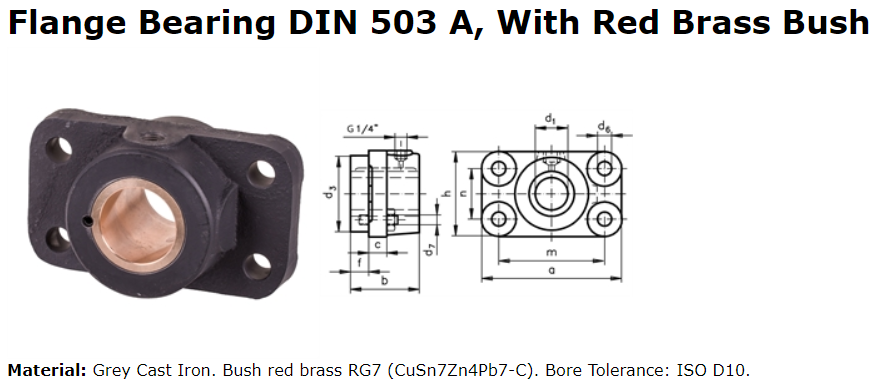 Flange Bearing DIN 503 A, With Red Brass Bush
G 1/4"
d1
d6
d3
h
n
c
d7
f
m
b
a
Material: Grey Cast Iron. Bush red brass RG7 (CuSn7Zn4Pb7-C). Bore Tolerance: ISO D10.